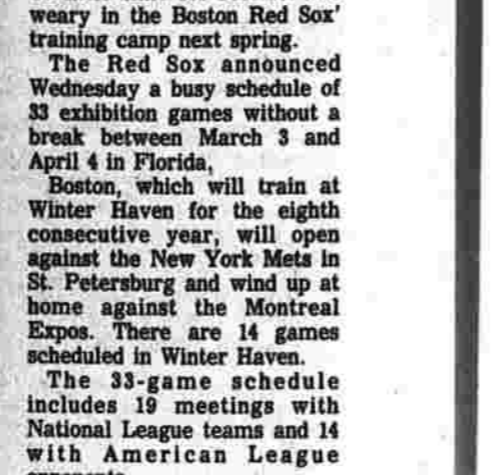 weary in the Boston Red Sox'
training camp next spring.
The Red Sox announced
Wednesday a busy schedule of
33 exhibition games without a
break between March 3 and
April 4 in Florida,
Boston, which will train at
Winter Haven for the eighth
consecutive year, will open
against the New York Mets in
St. Petersburg and wind up at
home against the Montreal
Expos. There are 14 games
scheduled in Winter Haven.
The 33-game schedule
includes 19 meetings with
National League teams and 14
with American League